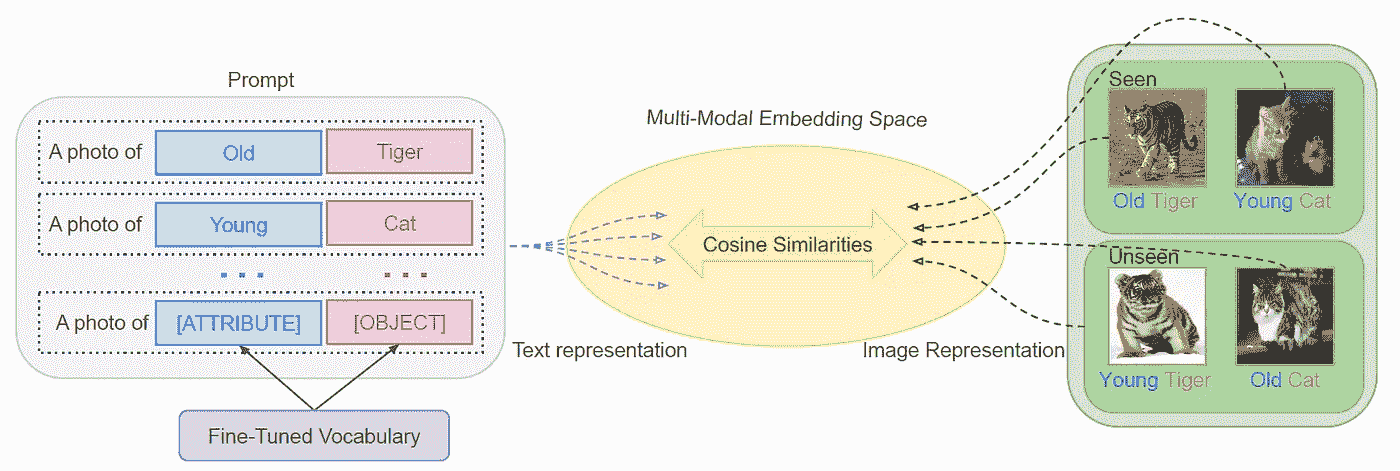 Prompt
A photo of Old Tiger
A photo of Young Cat
A photo of [ATTRIBUTE] [OBJECT]
Fine-Tuned Vocabulary
Multi-Modal Embedding Space
Cosine Similarities
Text representation
Image Representation
Seen
Old Tiger
Young Cat
Unseen
Young Tiger
Old Cat